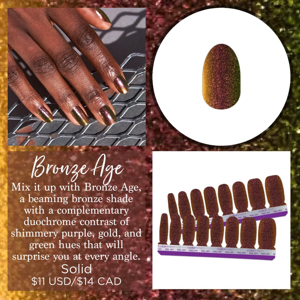 Bronze Age
Mix it up with Bronze Age,
a beaming bronze shade
with a complementary
duochrome contrast of
shimmery purple, gold, and
green hues that will
surprise you at every angle.
Solid
$11 USD/$14 CAD